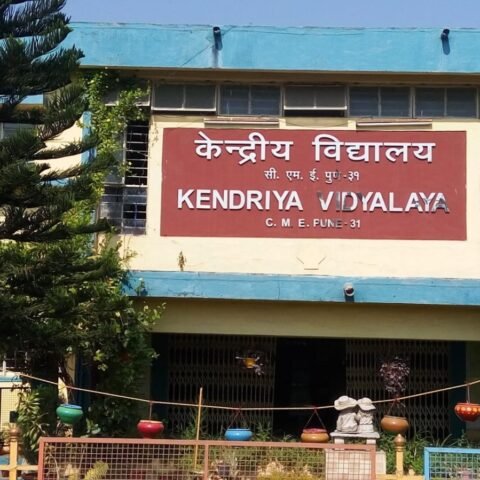 केन्द्रीय विद्यालय
सी. एम. ई. पुणे -३१
KENDRIYA VIDYALAYA
C. M. E. PUNE - 31